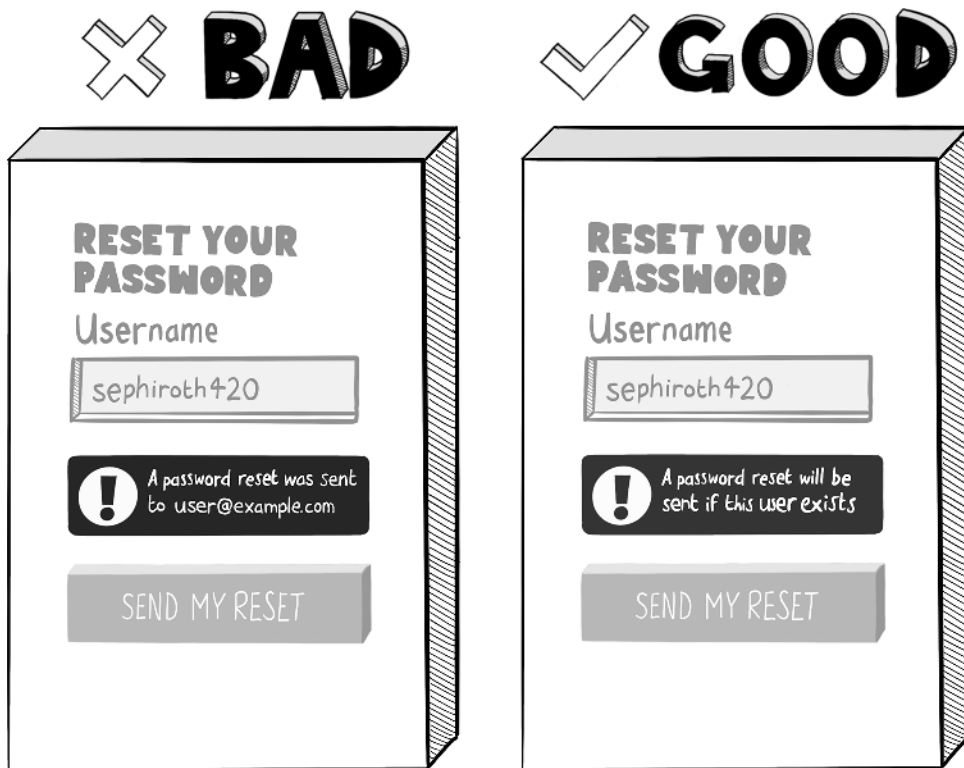 BAD
RESET YOUR
PASSWORD
Username
sephiroth420
! A password reset was sent
to user@example.com
SEND MY RESET
GOOD
RESET YOUR
PASSWORD
Username
sephiroth420
! A password reset will be
sent if this user exists
SEND MY RESET